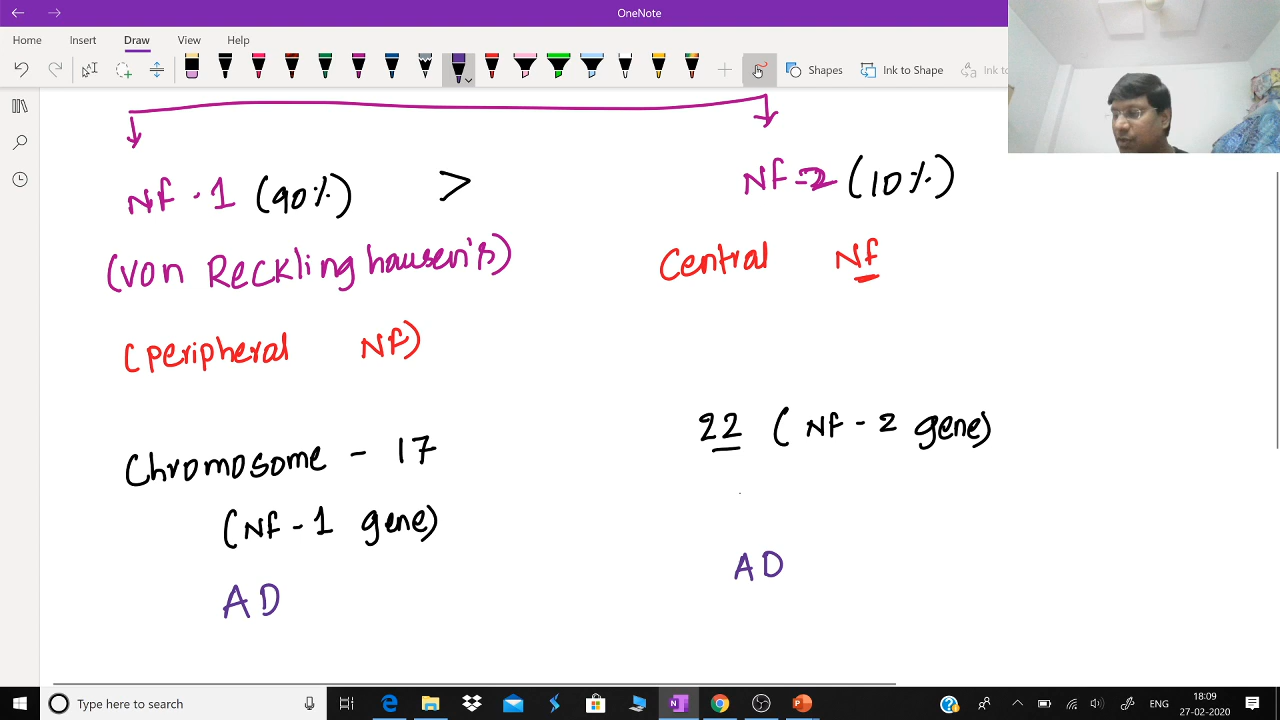 OneNote
Home Insert Draw View Help
Shapes Ink to Shape Ink to
Nf - 1 (90%) > Nf - 2 (10%)
(Von Recklinghausen's) Central Nf
(peripheral Nf)
22 (Nf - 2 gene)
Chromosome - 17
(Nf - 1 gene)
AD
AD
Type here to search
ENG
18:09
27-02-2020